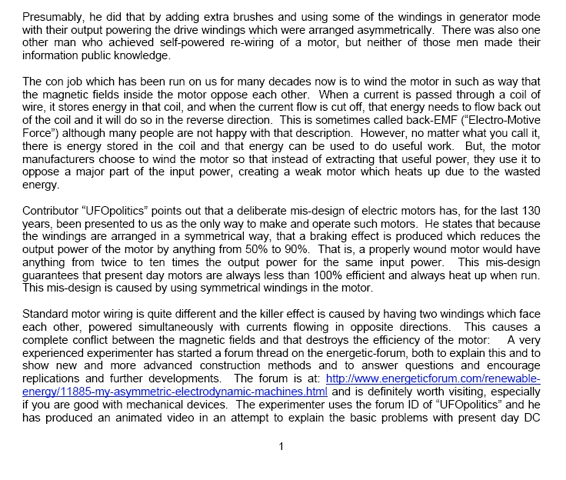 Presumably, he did that by adding extra brushes and using some of the windings in generator mode
with their output powering the drive windings which were arranged asymmetrically. There was also one
other man who achieved self-powered re-wiring of a motor, but neither of those men made their
information public knowledge.
The con job which has been run on us for many decades now is to wind the motor in such as way that
the magnetic fields inside the motor oppose each other. When a current is passed through a coil of
wire, it stores energy in that coil, and when the current flow is cut off, that energy needs to flow back out
of the coil and it will do so in the reverse direction. This is sometimes called back-EMF (“Electro-Motive
Force”) although many people are not happy with that description. However, no matter what you call it,
there is energy stored in the coil and that energy can be used to do useful work. But, the motor
manufacturers choose to wind the motor so that instead of extracting that useful power, they use it to
oppose a major part of the input power, creating a weak motor which heats up due to the wasted
energy.
Contributor “UFOpolitics” points out that a deliberate mis-design of electric motors has, for the last 130
years, been presented to us as the only way to make and operate such motors. He states that because
the windings are arranged in a symmetrical way, that a braking effect is produced which reduces the
output power of the motor by anything from 50% to 90%. That is, a properly wound motor would have
anything from twice to ten times the output power for the same input power. This mis-design
guarantees that present day motors are always less than 100% efficient and always heat up when run.
This mis-design is caused by using symmetrical windings in the motor.
Standard motor wiring is quite different and the killer effect is caused by having two windings which face
each other, powered simultaneously with currents flowing in opposite directions. This causes a
complete conflict between the magnetic fields and that destroys the efficiency of the motor: A very
experienced experimenter has started a forum thread on the energetic-forum, both to explain this and to
show new and more advanced construction methods and to answer questions and encourage
replications and further developments. The forum is at: http://www.energeticforum.com/renewable-
energy/11885-my-asymmetric-electrodynamic-machines.html and is definitely worth visiting, especially
if you are good with mechanical devices. The experimenter uses the forum ID of “UFOpolitics” and he
has produced an animated video in an attempt to explain the basic problems with present day DC
1